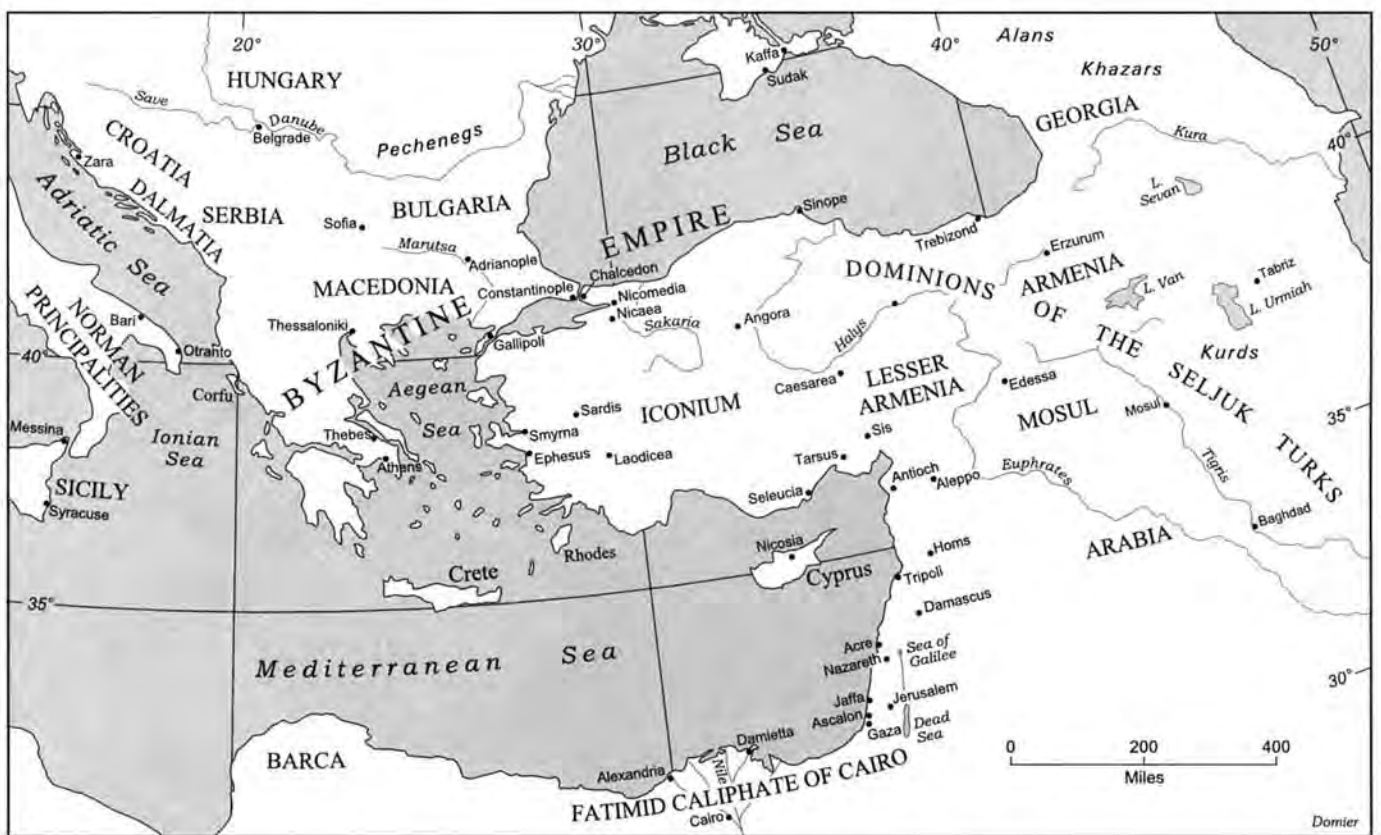 20°
30°
40°
50°
Alans
Khazars
Kaffa
Sudak
HUNGARY
Save
Danube
Belgrade
Pechenegs
Black Sea
GEORGIA
Kura
40°
CROATIA
Zara
DALMATIA
Adriatic Sea
SERBIA
BULGARIA
Sofia
Marutsa
Adrianople
MACEDONIA
Constantinople
Chalcedon
Nicomedia
Nicaea
Sakaria
BYZANTINE EMPIRE
Sinope
Trebizond
Erzurum
L. Sevan
ARMENIA
L. Van
Tabriz
L. Urmiah
DOMINIONS OF THE SELJUK TURKS
Kurds
NORMAN
PRINCIPALITIES
Bari
Otranto
40°
Corfu
Thessaloniki
Gallipoli
Angora
Halys
Caesarea
LESSER
ARMENIA
Edessa
MOSUL
Mosul
35°
Aegean
Sea
Sardis
ICONIUM
Messina
Ionian
Sea
Thebes
Athens
Smyrna
Ephesus
Laodicea
Sis
Tarsus
Seleucia
Antioch
Aleppo
Euphrates
Tigris
Baghdad
SICILY
Syracuse
Rhodes
Crete
Nicosia
Cyprus
Homs
Tripoli
ARABIA
Damascus
35°
Mediterranean Sea
Acre
Nazareth
Sea of
Galilee
Jaffa
Jerusalem
Ascalon
Gaza
Dead
Sea
30°
BARCA
Alexandria
Damietta
Nile
Cairo
FATIMID CALIPHATE OF CAIRO
0 200 400
Miles
Domier